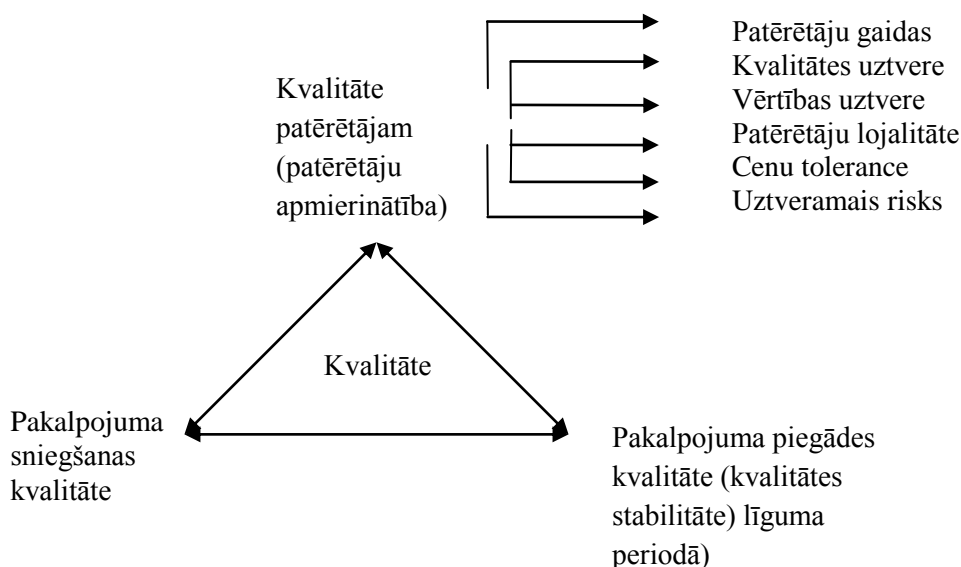 Patērētāju gaidas
Kvalitātes uztvere
Vērtības uztvere
Patērētāju lojalitāte
Cenu tolerance
Uztveramais risks
Kvalitāte
patērētājam
(patērētāju
apmierinātība)
Kvalitāte
Pakalpojuma
sniegšanas
kvalitāte
Pakalpojuma piegādes
kvalitāte (kvalitātes
stabilitāte) līguma
periodā)